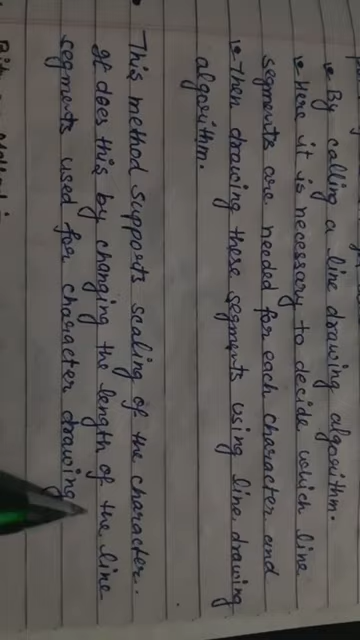 By calling a line drawing algorithm.
Here it is necessary to decide which line
segments are needed for each character and
Then drawing these segments using line drawing
algorithm.
This method supports scaling of the character.
It does this by changing the length of the line
segments used for character drawing